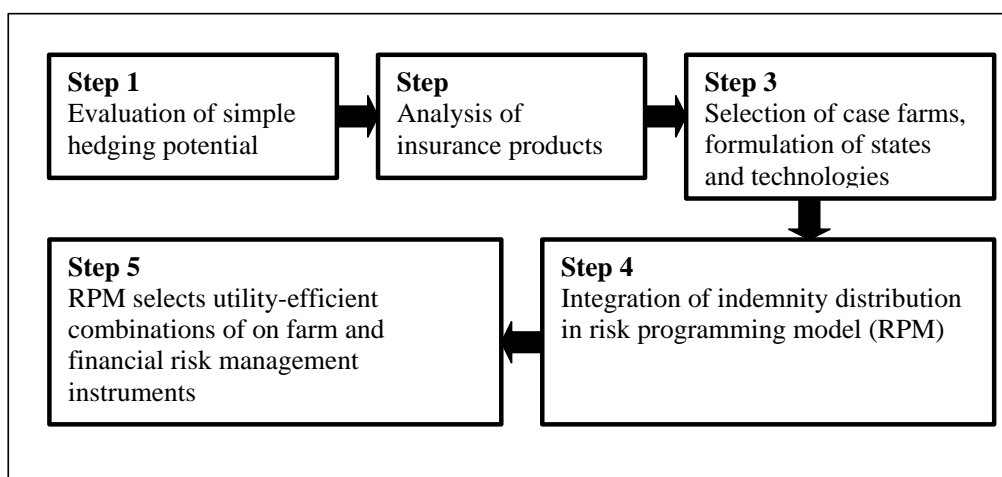 Step 1
Evaluation of simple
hedging potential
Step
Analysis of
insurance products
Step 3
Selection of case farms,
formulation of states
and technologies
Step 4
Integration of indemnity distribution
in risk programming model (RPM)
Step 5
RPM selects utility-efficient
combinations of on farm and
financial risk management
instruments